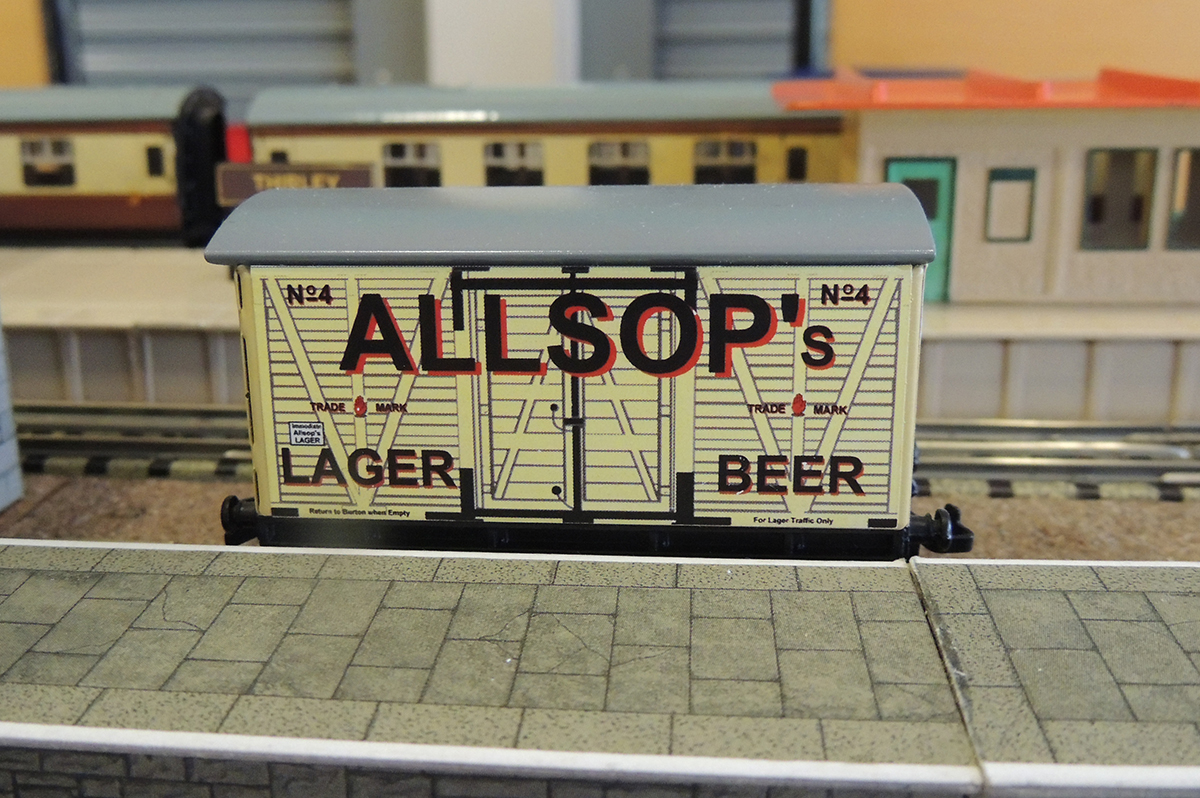 THIRLEY
Nº4
Nº4
ALLSOP's
TRADE MARK
TRADE MARK
Immediate
Allsop's
LAGER
LAGER
BEER
Return to Burton when Empty
For Lager Traffic Only